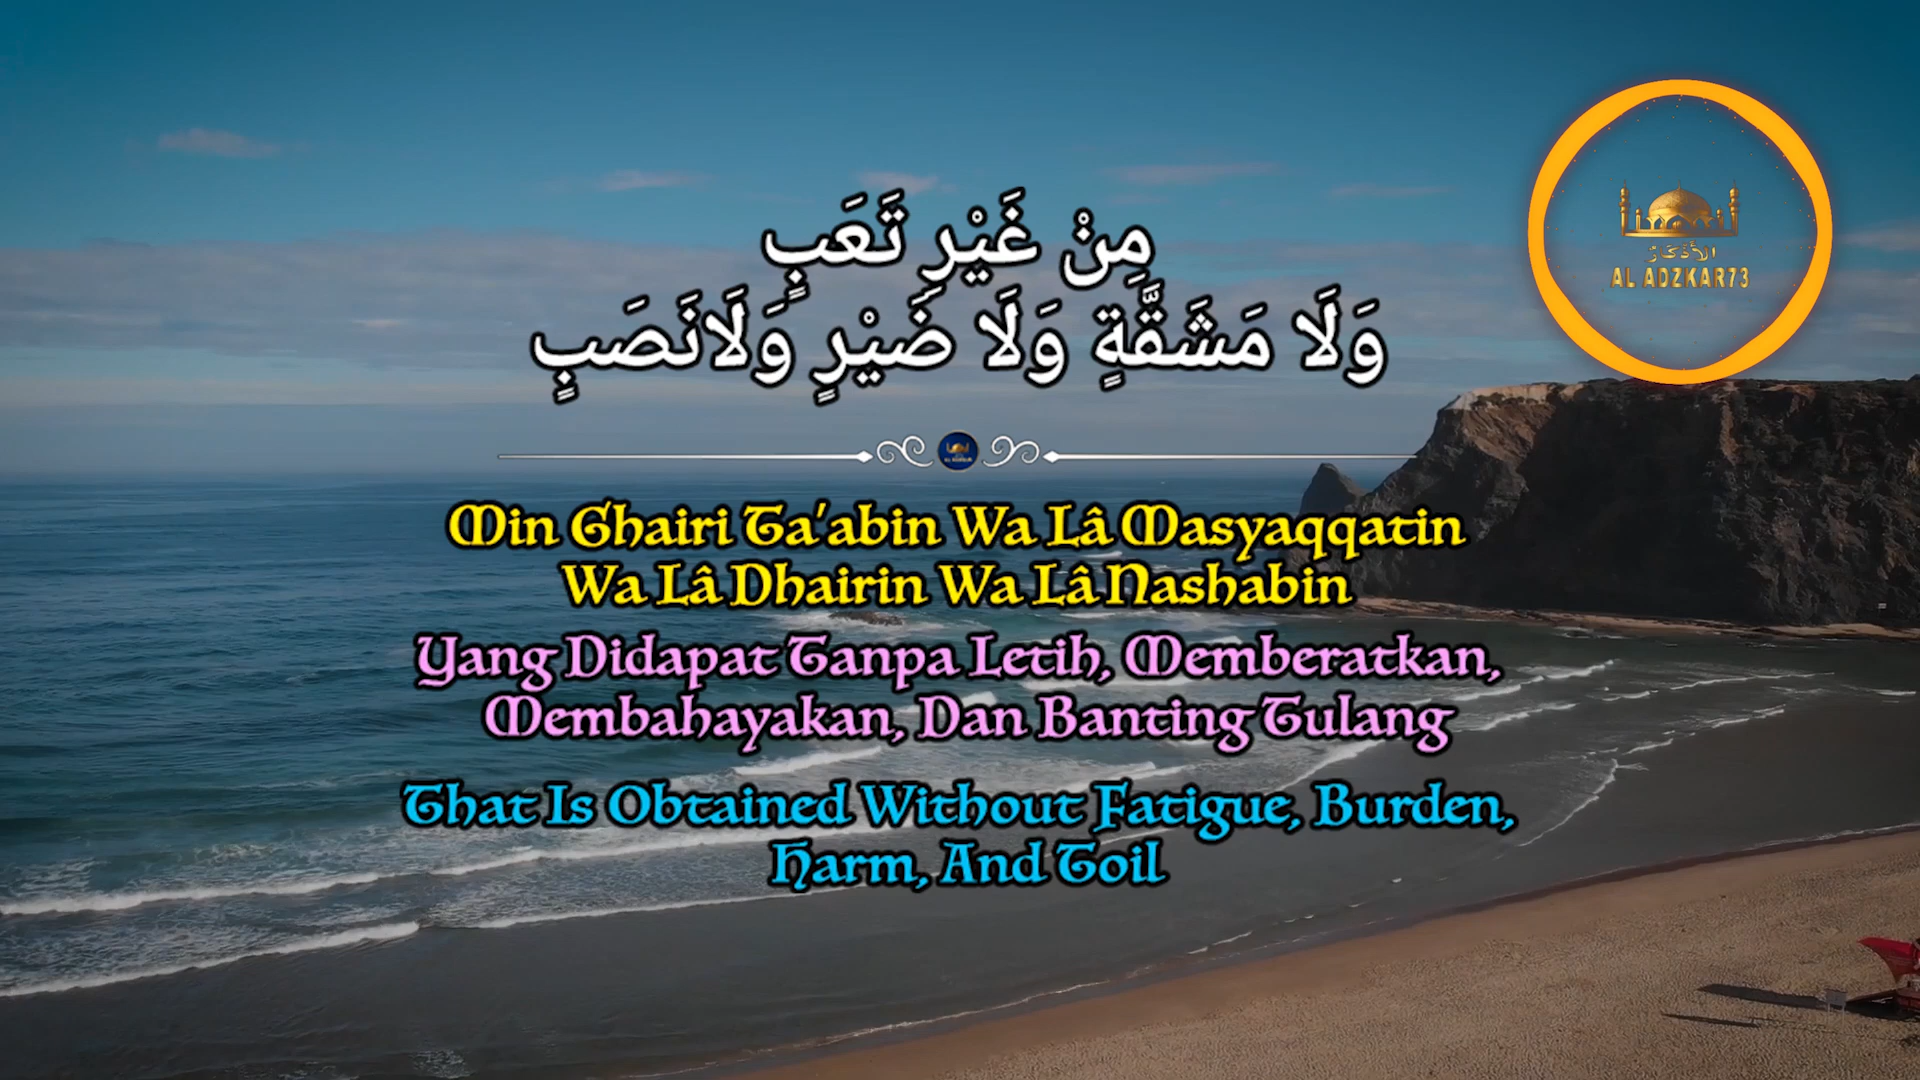 مِنْ غَيْرِ تَعَبٍ
وَلَا مَشَقَّةٍ وَلَا ضَيْرٍ وَلَانَصَبٍ
Min Ghairi Ta'abin Wa Lâ Masyaqqatin
Wa Lâ Dhairin Wa Lâ Nashabin
Yang Didapat Tanpa Letih, Memberatkan,
Membahayakan, Dan Banting Tulang
That Is Obtained Without Fatigue, Burden,
Harm, And Toil
الأذكار
AL ADZKAR73